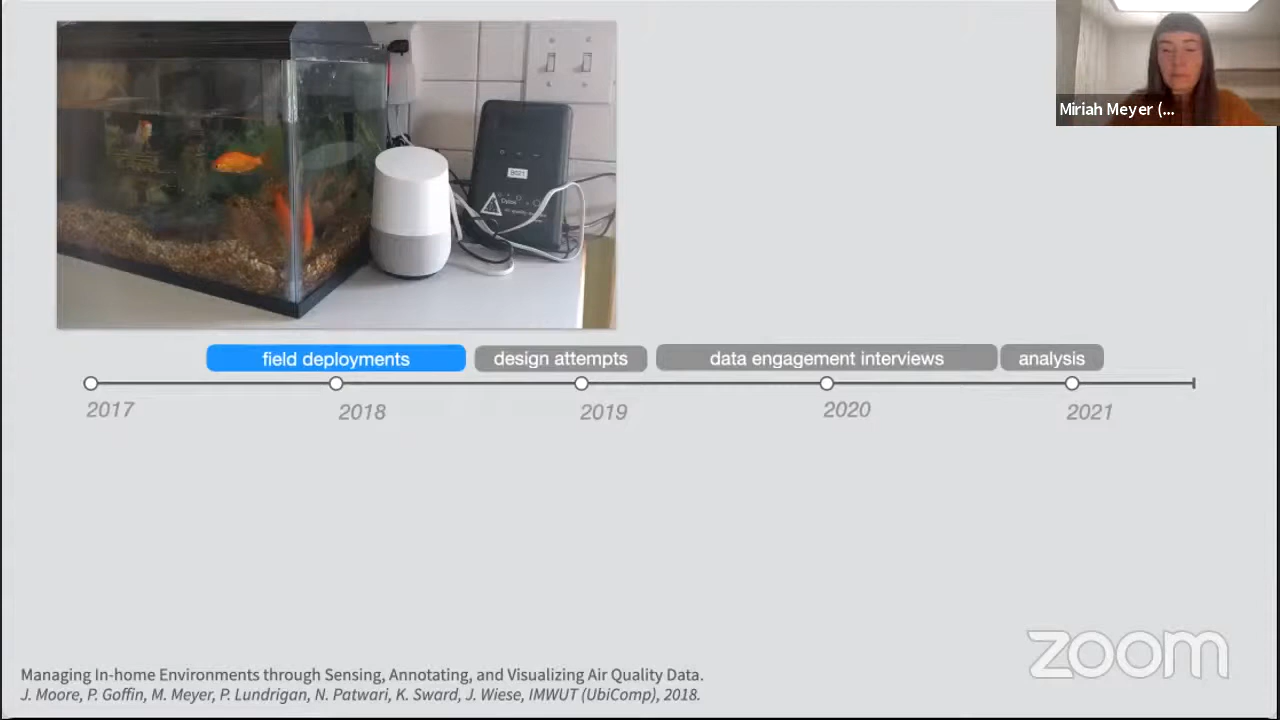 Miriah Meyer (...
field deployments
design attempts
data engagement interviews
analysis
2017
2018
2019
2020
2021
zoom
Managing In-home Environments through Sensing, Annotating, and Visualizing Air Quality Data.
J. Moore, P. Goffin, M. Meyer, P. Lundrigan, N. Patwari, K. Sward, J. Wiese, IMWUT (UbiComp), 2018.